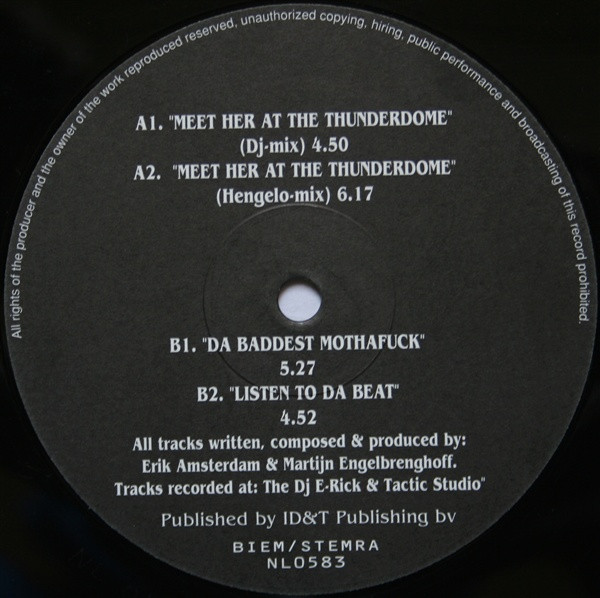 All rights of the producer and the owner of the work reproduced reserved, unauthorized copying, hiring, public performance and broadcasting of this record prohibited.
A1. "MEET HER AT THE THUNDERDOME"
(Dj-mix) 4.50
A2. "MEET HER AT THE THUNDERDOME"
(Hengelo-mix) 6.17
B1. "DA BADDEST MOTHAFUCK"
5.27
B2. "LISTEN TO DA BEAT"
4.52
All tracks written, composed & produced by:
Erik Amsterdam & Martijn Engelbrenghoff.
Tracks recorded at: The Dj E-Rick & Tactic Studio"
Published by ID&T Publishing bv
BIEM/STEMRA
NL0583